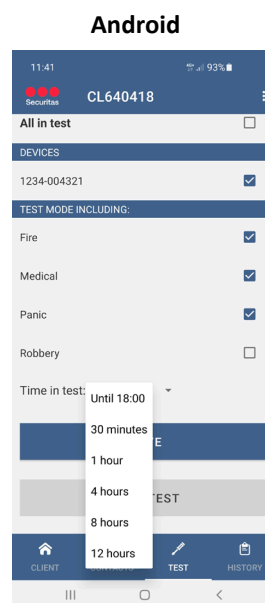 Android
11:41
93%
Securitas
CL640418
All in test
DEVICES
1234-004321
TEST MODE INCLUDING:
Fire
Medical
Panic
Robbery
Time in test:
Until 18:00
30 minutes
1 hour
4 hours
8 hours
12 hours
E
EST
CLIENT
TEST
HISTORY